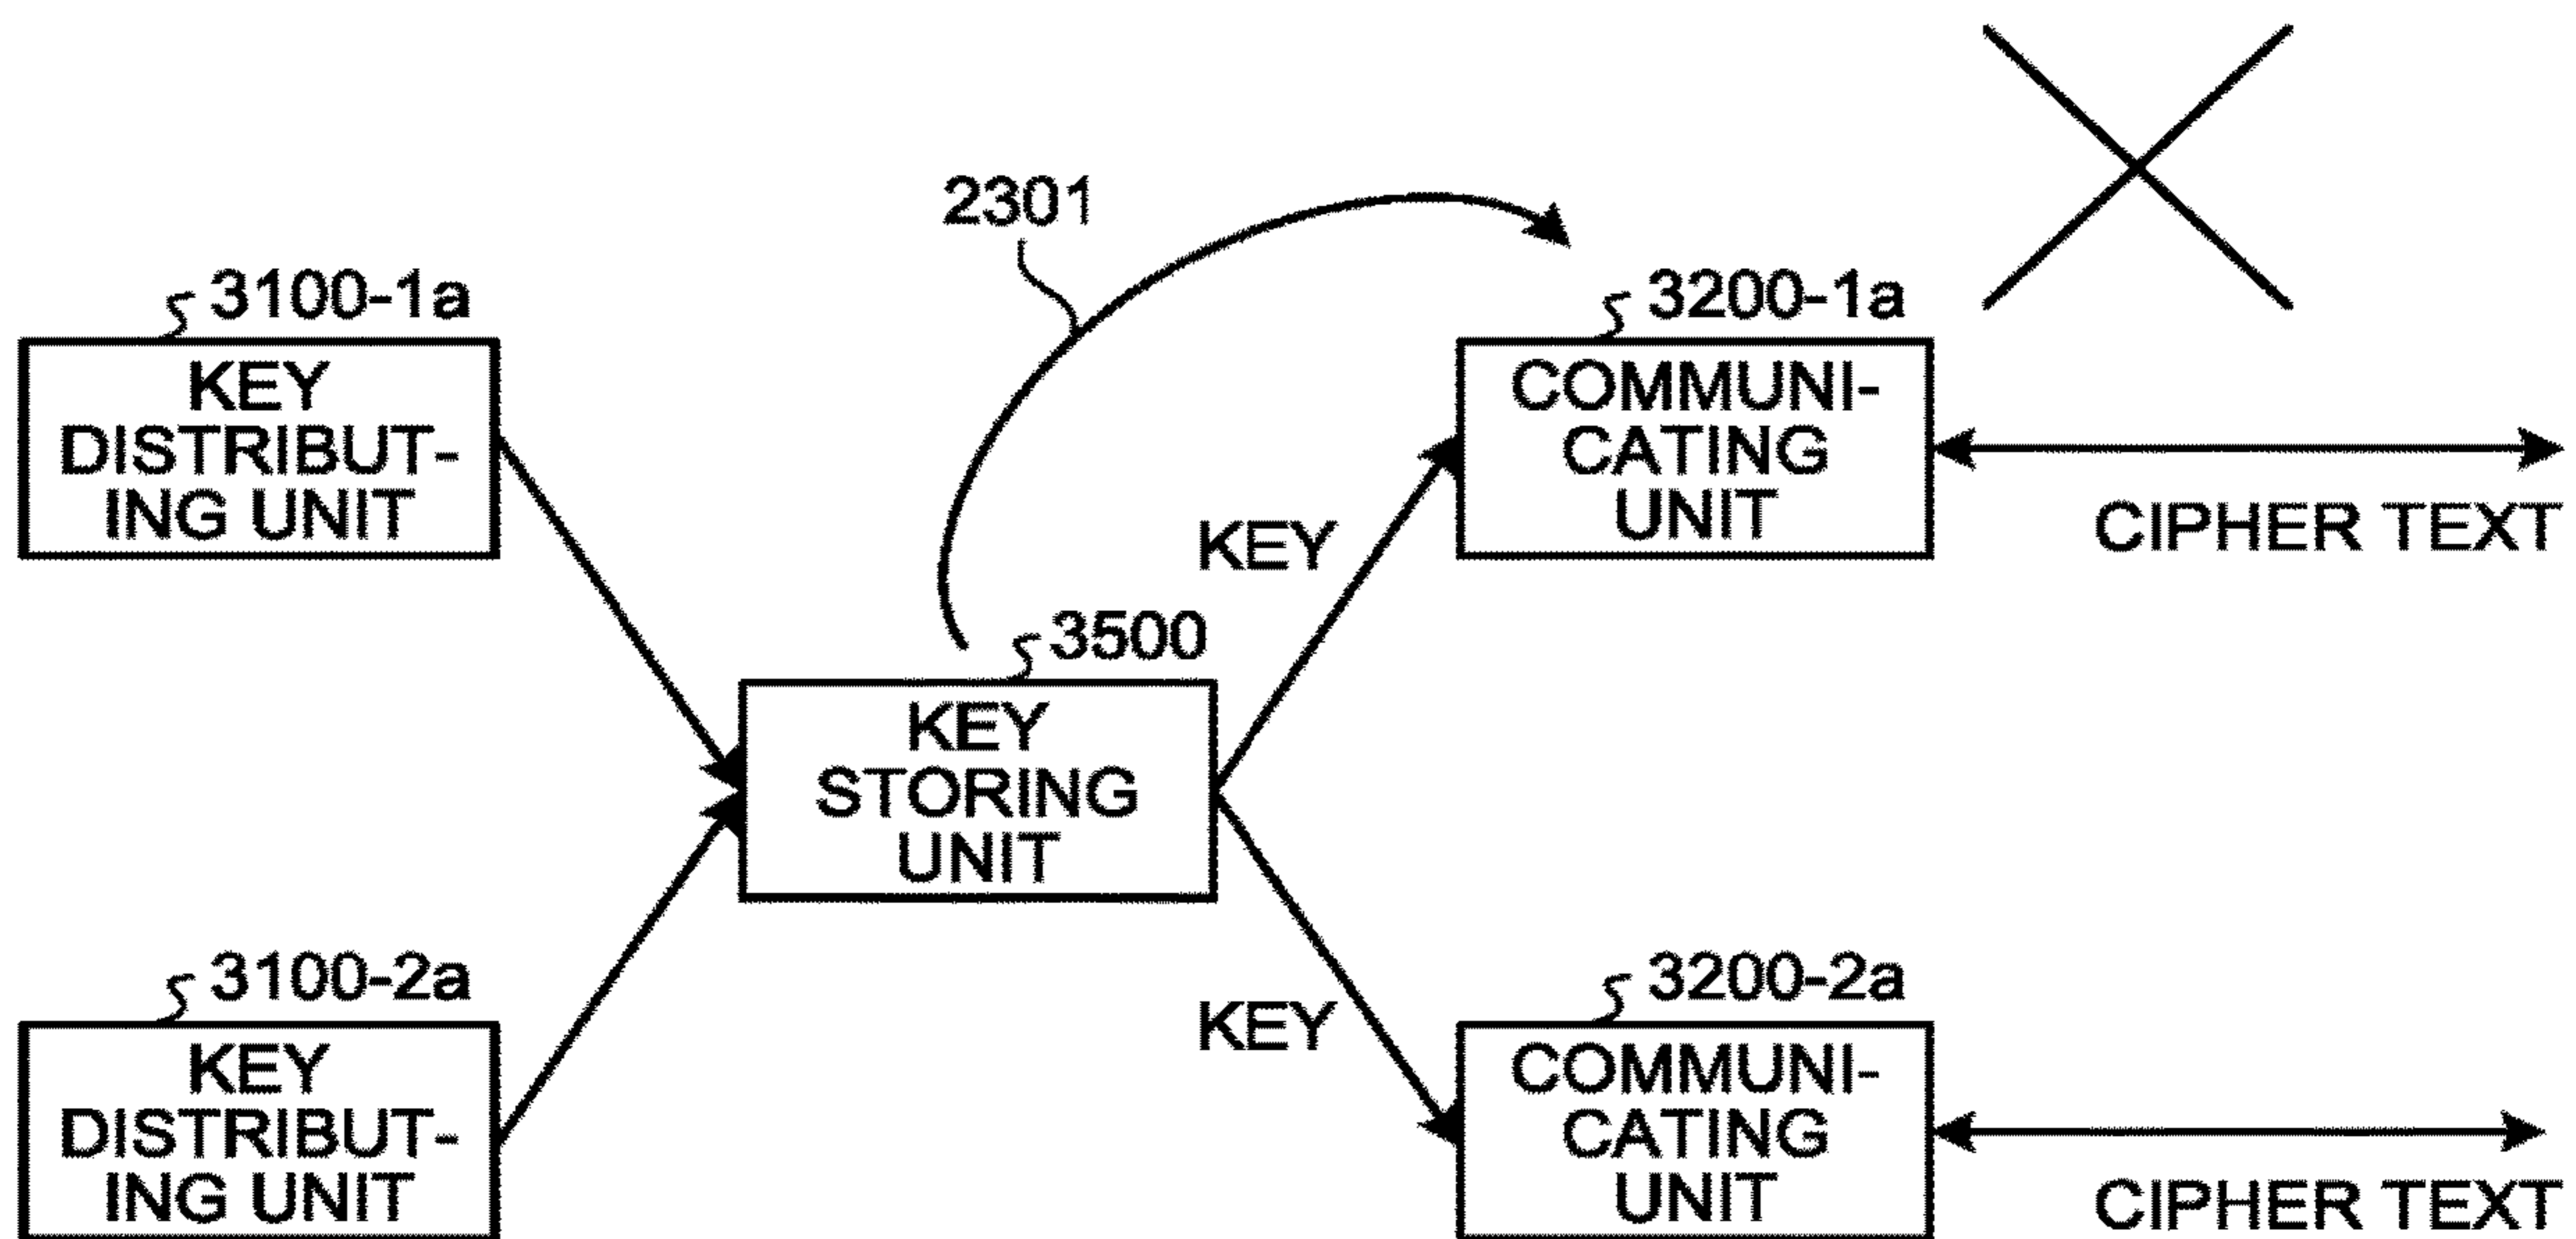 2301
3100-1a
3200-1a
KEY
DISTRIBUT-
ING UNIT
COMMUNI-
CATING
UNIT
CIPHER TEXT
KEY
3500
KEY
STORING
UNIT
3100-2a
3200-2a
KEY
KEY
DISTRIBUT-
ING UNIT
COMMUNI-
CATING
UNIT
CIPHER TEXT